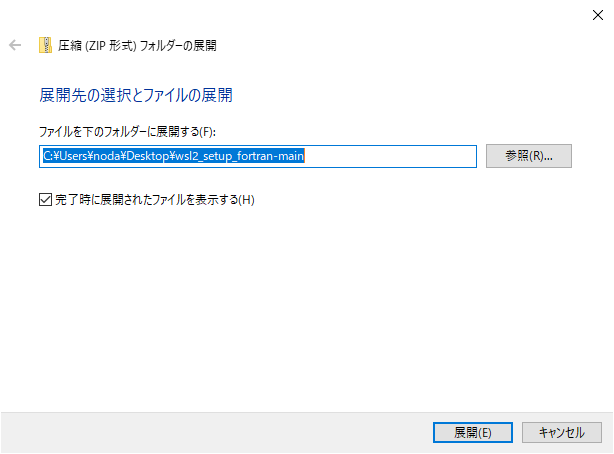 圧縮 (ZIP 形式) フォルダーの展開
展開先の選択とファイルの展開
ファイルを下のフォルダーに展開する(F):
C:¥Users¥noda¥Desktop¥wsl2_setup_fortran-main
参照(R)...
完了時に展開されたファイルを表示する(H)
展開(E)
キャンセル